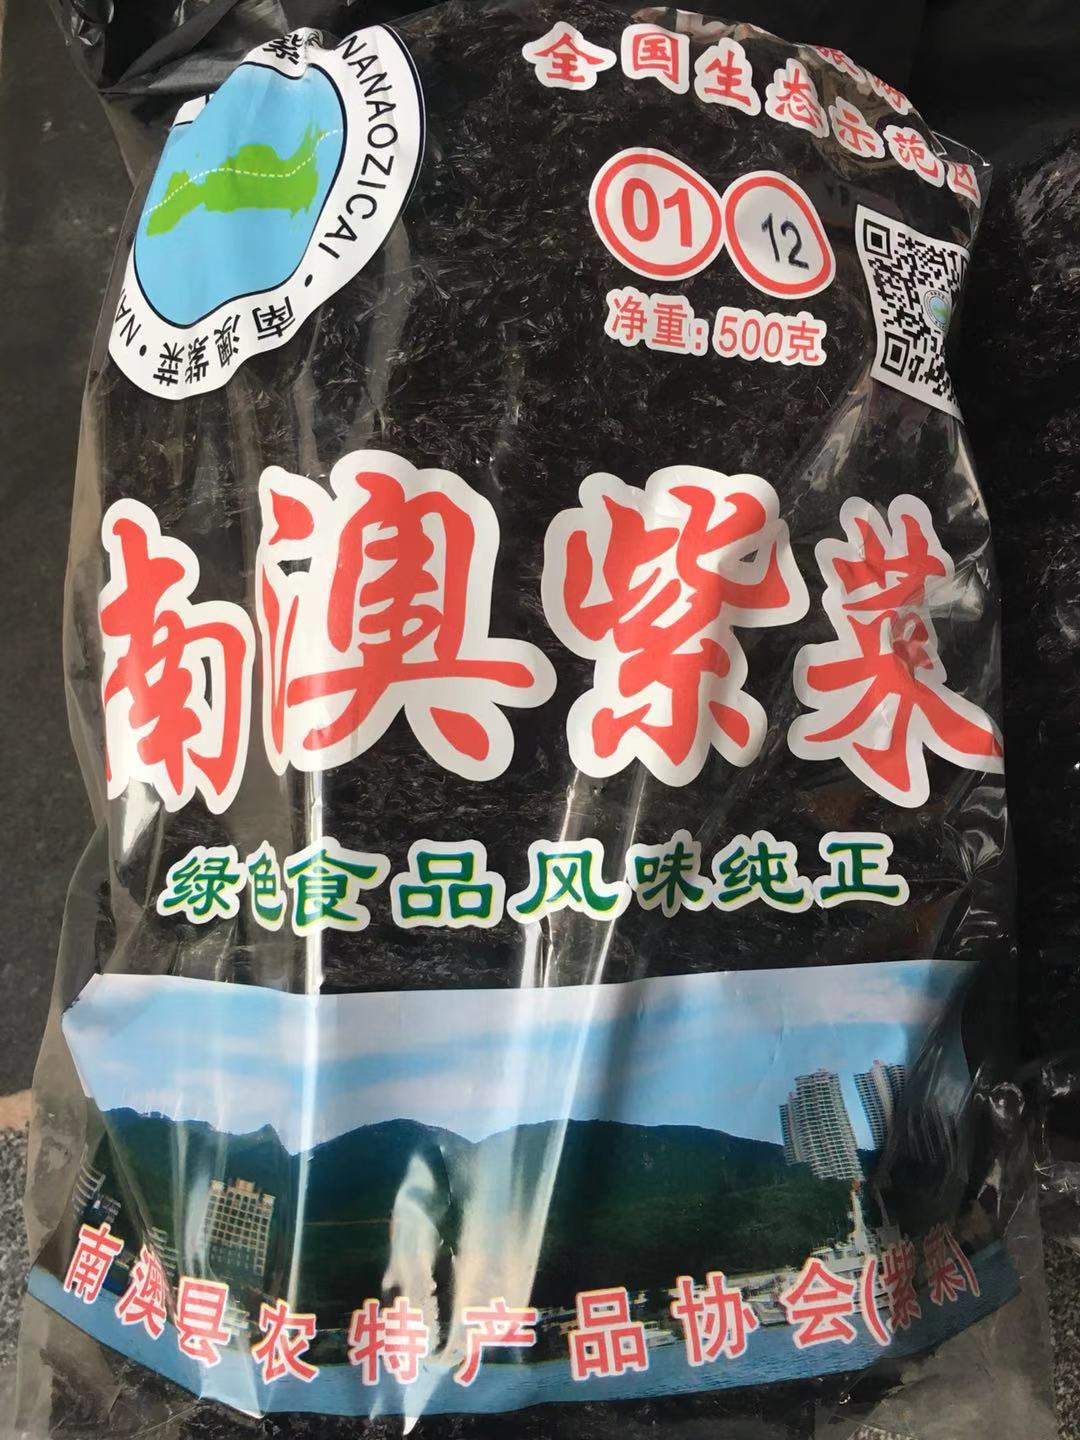 NANAOZICAI · 南澳紫菜 · NA
全国生态示范区
01 12
净重:500克
南澳紫菜
绿色食品风味纯正
南澳县农特产品协会(紫菜)